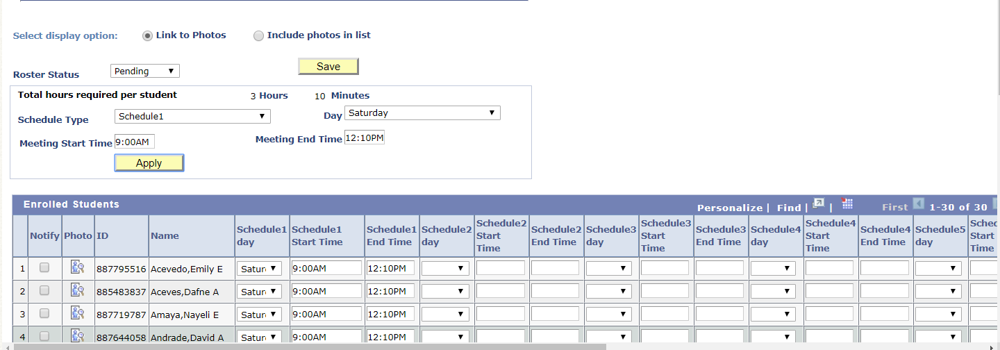 Select display option: Link to Photos Include photos in list
Roster Status Pending Save
Total hours required per student 3 Hours 10 Minutes
Schedule Type Schedule1 Day Saturday
Meeting Start Time 9:00AM Meeting End Time 12:10PM
Apply
Enrolled Students Personalize | Find | | First 1-30 of 30
Notify Photo ID Name Schedule1 day Schedule1 Start Time Schedule1 End Time Schedule2 day Schedule2 Start Time Schedule2 End Time Schedule3 day Schedule3 Start Time Schedule3 End Time Schedule4 day Schedule4 Start Time Schedule4 End Time Schedule5 day Sched Start Time
1 887795516 Acevedo,Emily E Satur 9:00AM 12:10PM
2 885483837 Aceves,Dafne A Satur 9:00AM 12:10PM
3 887719787 Amaya,Nayeli E Satur 9:00AM 12:10PM
4 887644058 Andrade,David A Satur 9:00AM 12:10PM